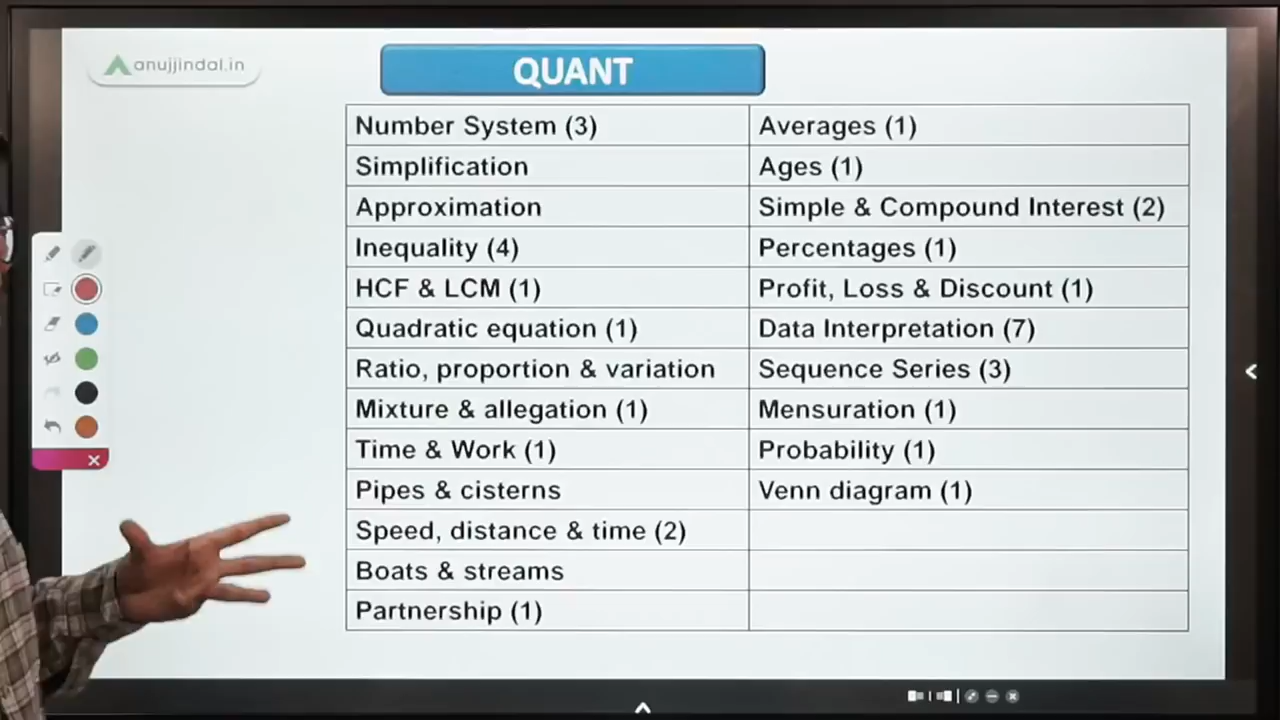 anujjindal.in
QUANT
Number System (3)
Averages (1)
Simplification
Ages (1)
Approximation
Simple & Compound Interest (2)
Inequality (4)
Percentages (1)
HCF & LCM (1)
Profit, Loss & Discount (1)
Quadratic equation (1)
Data Interpretation (7)
Ratio, proportion & variation
Sequence Series (3)
Mixture & allegation (1)
Mensuration (1)
Time & Work (1)
Probability (1)
Pipes & cisterns
Venn diagram (1)
Speed, distance & time (2)
Boats & streams
Partnership (1)